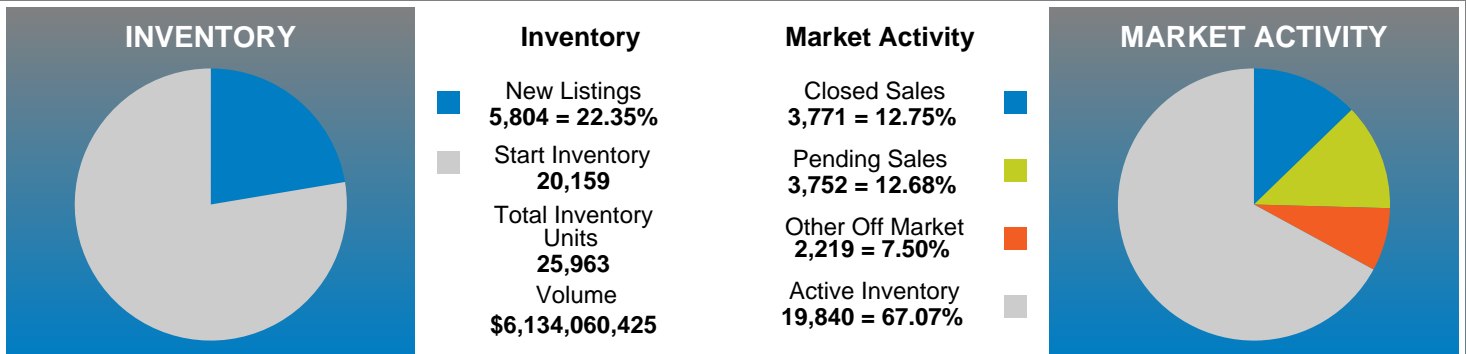 INVENTORY
Inventory
New Listings
5,804 = 22.35%
Start Inventory
20,159
Total Inventory
Units
25,963
Volume
$6,134,060,425
Market Activity
Closed Sales
3,771 = 12.75%
Pending Sales
3,752 = 12.68%
Other Off Market
2,219 = 7.50%
Active Inventory
19,840 = 67.07%
MARKET ACTIVITY